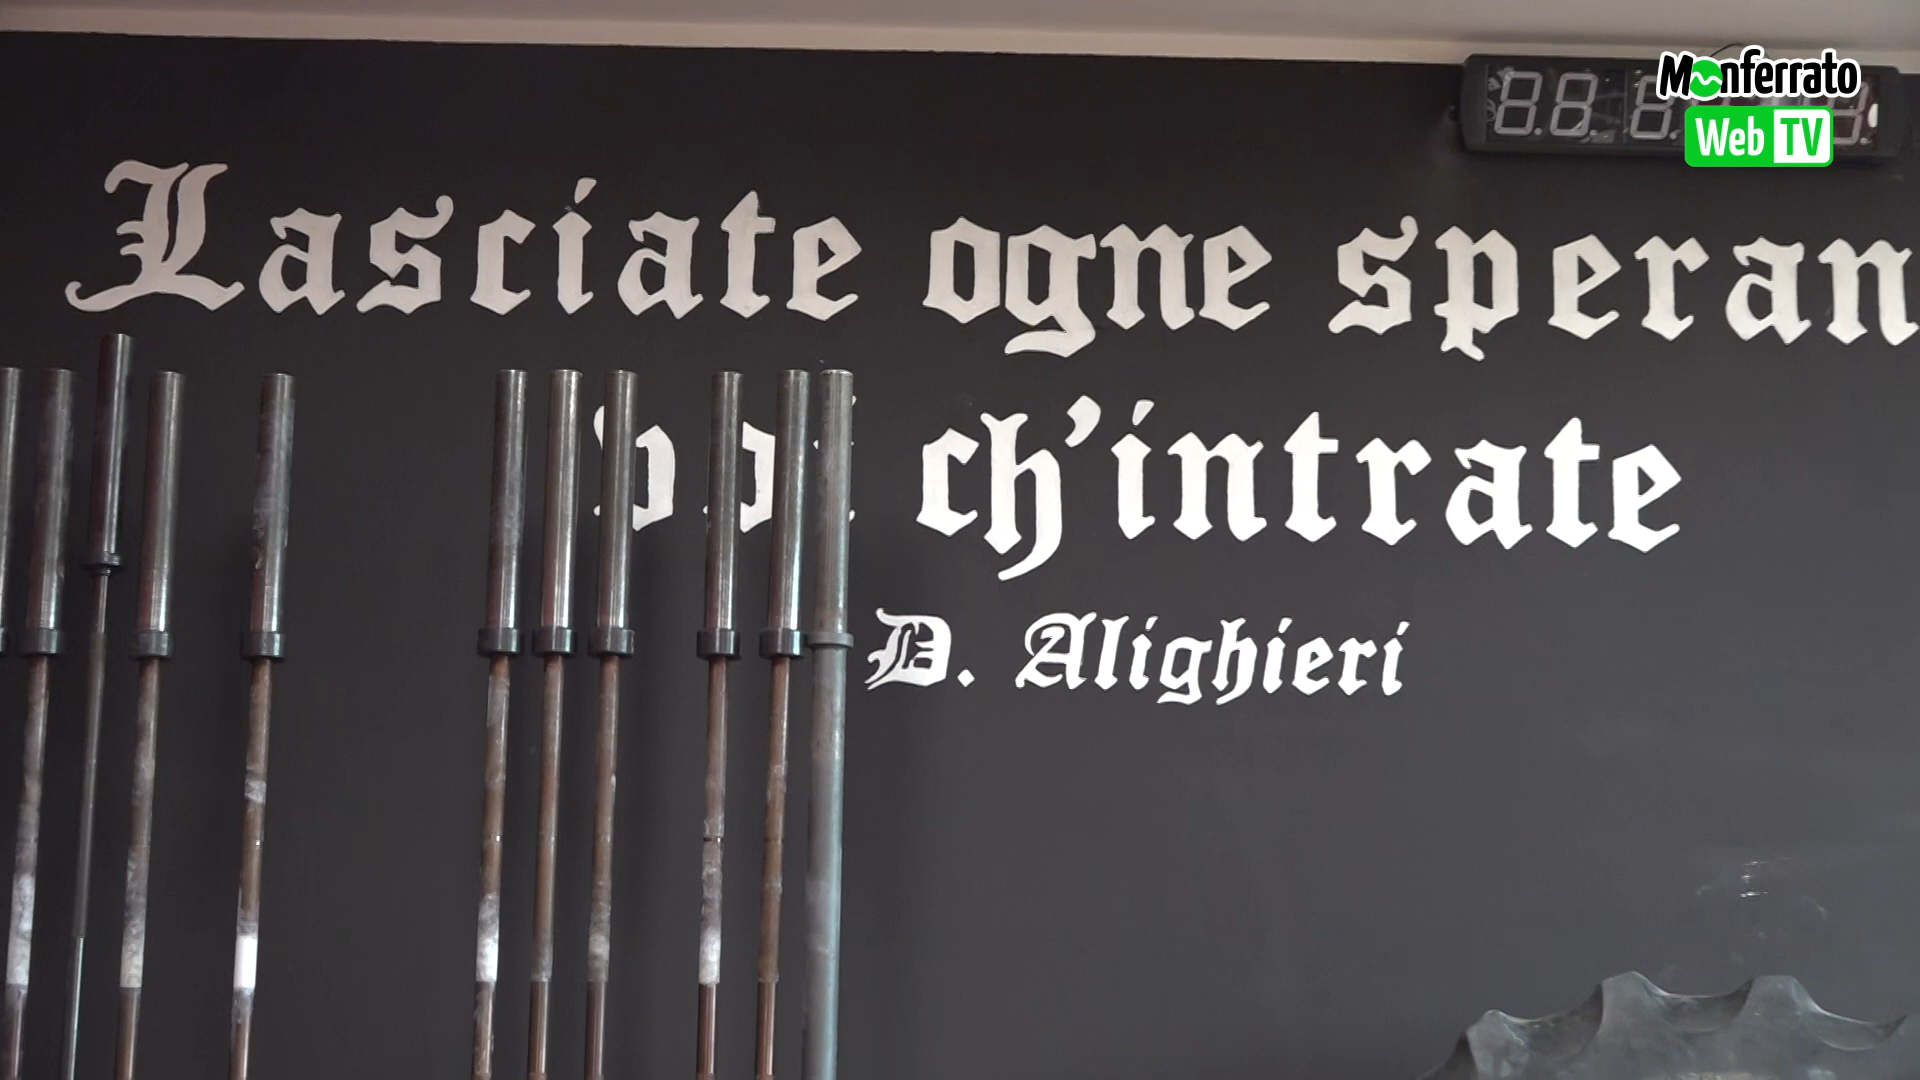 Monferrato
Web TV
Lasciate ogne speran
ch'intrate
D. Alighieri